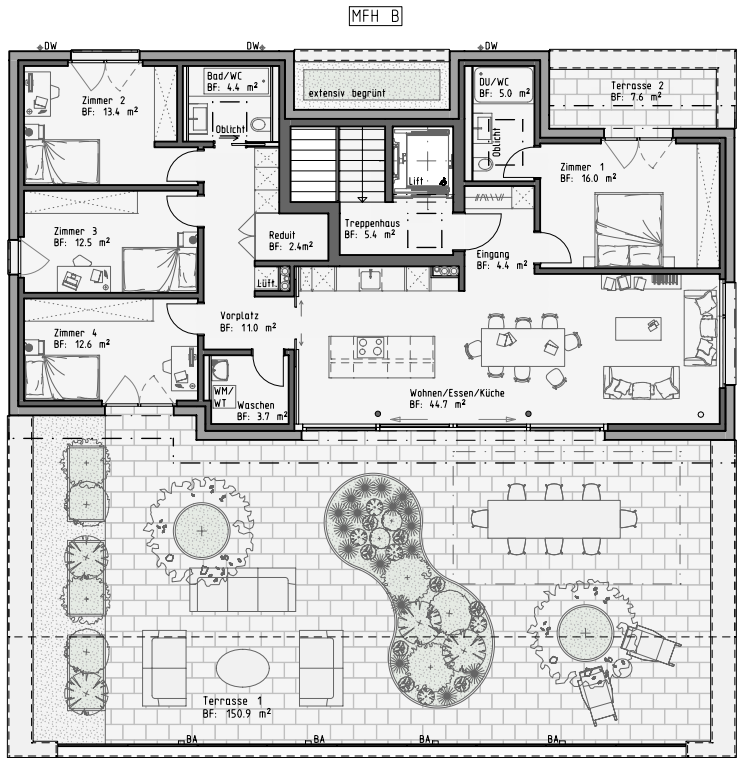 MFH B
DW
DW
DW
Zimmer 2
BF: 13.4 m²
Bad/WC
BF: 4.4 m²
Oblicht
extensiv begrünt
DU/WC
BF: 5.0 m²
Oblicht
Terrasse 2
BF: 7.6 m²
Lift
Zimmer 1
BF: 16.0 m²
Zimmer 3
BF: 12.5 m²
Reduit
BF: 2.4m²
Treppenhaus
BF: 5.4 m²
Eingang
BF: 4.4 m²
Lüft.
Vorplatz
BF: 11.0 m²
Zimmer 4
BF: 12.6 m²
WM/
WT
Waschen
BF: 3.7 m²
Wohnen/Essen/Küche
BF: 44.7 m²
Terrasse 1
BF: 150.9 m²
BA
BA
BA
BA